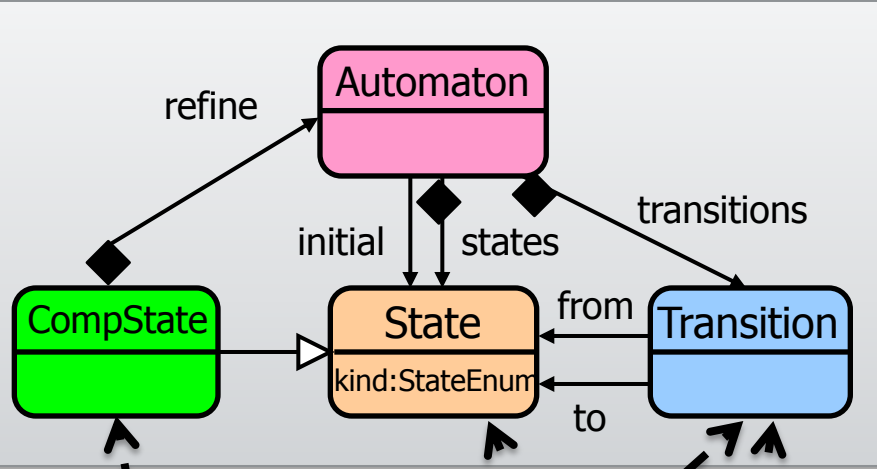 Automaton
refine
transitions
initial
states
from
CompState
State
Transition
kind:StateEnum
to